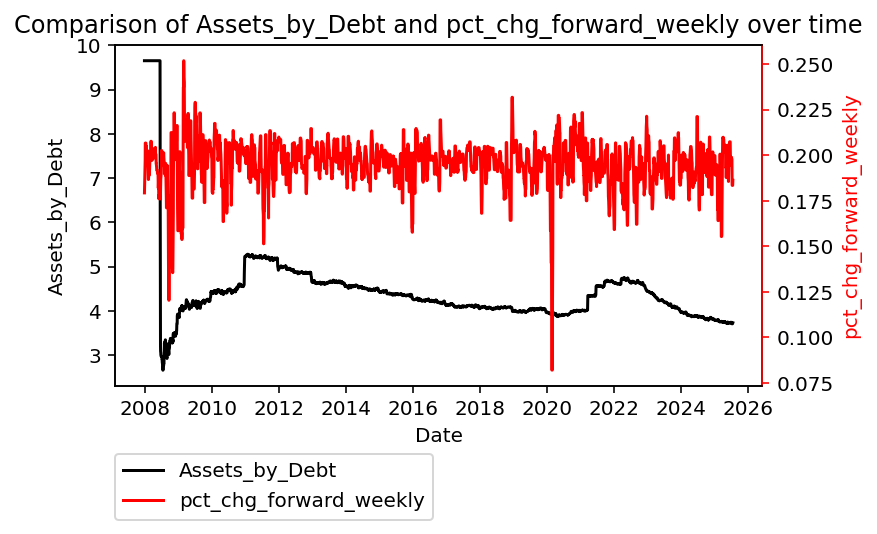 Comparison of Assets_by_Debt and pct_chg_forward_weekly over time
10
9
8
7
6
5
4
3
Assets_by_Debt
0.250
0.225
0.200
0.175
0.150
0.125
0.100
0.075
pct_chg_forward_weekly
2008 2010 2012 2014 2016 2018 2020 2022 2024 2026
Date
Assets_by_Debt
pct_chg_forward_weekly